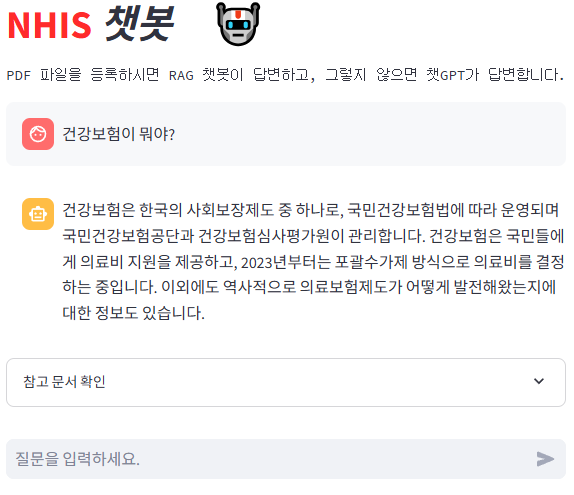 NHIS 챗봇
PDF 파일을 등록하시면 RAG 챗봇이 답변하고, 그렇지 않으면 챗GPT가 답변합니다.
건강보험이 뭐야?
건강보험은 한국의 사회보장제도 중 하나로, 국민건강보험법에 따라 운영되며
국민건강보험공단과 건강보험심사평가원이 관리합니다. 건강보험은 국민들에
게 의료비 지원을 제공하고, 2023년부터는 포괄수가제 방식으로 의료비를 결정
하는 중입니다. 이외에도 역사적으로 의료보험제도가 어떻게 발전해왔는지에
대한 정보도 있습니다.
참고 문서 확인
질문을 입력하세요.